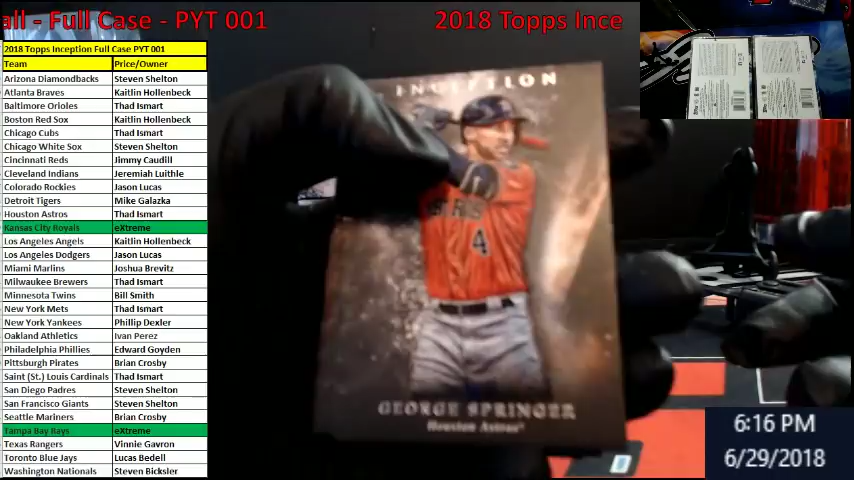 all - Full Case - PYT 001
2018 Topps Ince
2018 Topps Inception Full Case PYT 001
Team Price/Owner
Arizona Diamondbacks Steven Shelton
Atlanta Braves Kaitlin Hollenbeck
Baltimore Orioles Thad Ismart
Boston Red Sox Kaitlin Hollenbeck
Chicago Cubs Thad Ismart
Chicago White Sox Steven Shelton
Cincinnati Reds Jimmy Caudill
Cleveland Indians Jeremiah Luithle
Colorado Rockies Jason Lucas
Detroit Tigers Mike Galazka
Houston Astros Thad Ismart
Kansas City Royals eXtreme
Los Angeles Angels Kaitlin Hollenbeck
Los Angeles Dodgers Jason Lucas
Miami Marlins Joshua Brevitz
Milwaukee Brewers Thad Ismart
Minnesota Twins Bill Smith
New York Mets Thad Ismart
New York Yankees Phillip Dexler
Oakland Athletics Ivan Perez
Philadelphia Phillies Edward Goyden
Pittsburgh Pirates Brian Crosby
Saint (St.) Louis Cardinals Thad Ismart
San Diego Padres Steven Shelton
San Francisco Giants Steven Shelton
Seattle Mariners Brian Crosby
Tampa Bay Rays eXtreme
Texas Rangers Vinnie Gavron
Toronto Blue Jays Lucas Bedell
Washington Nationals Steven Bicksler
INCEPTION
4
GEORGE SPRINGER
Houston Astros
6:16 PM
6/29/2018